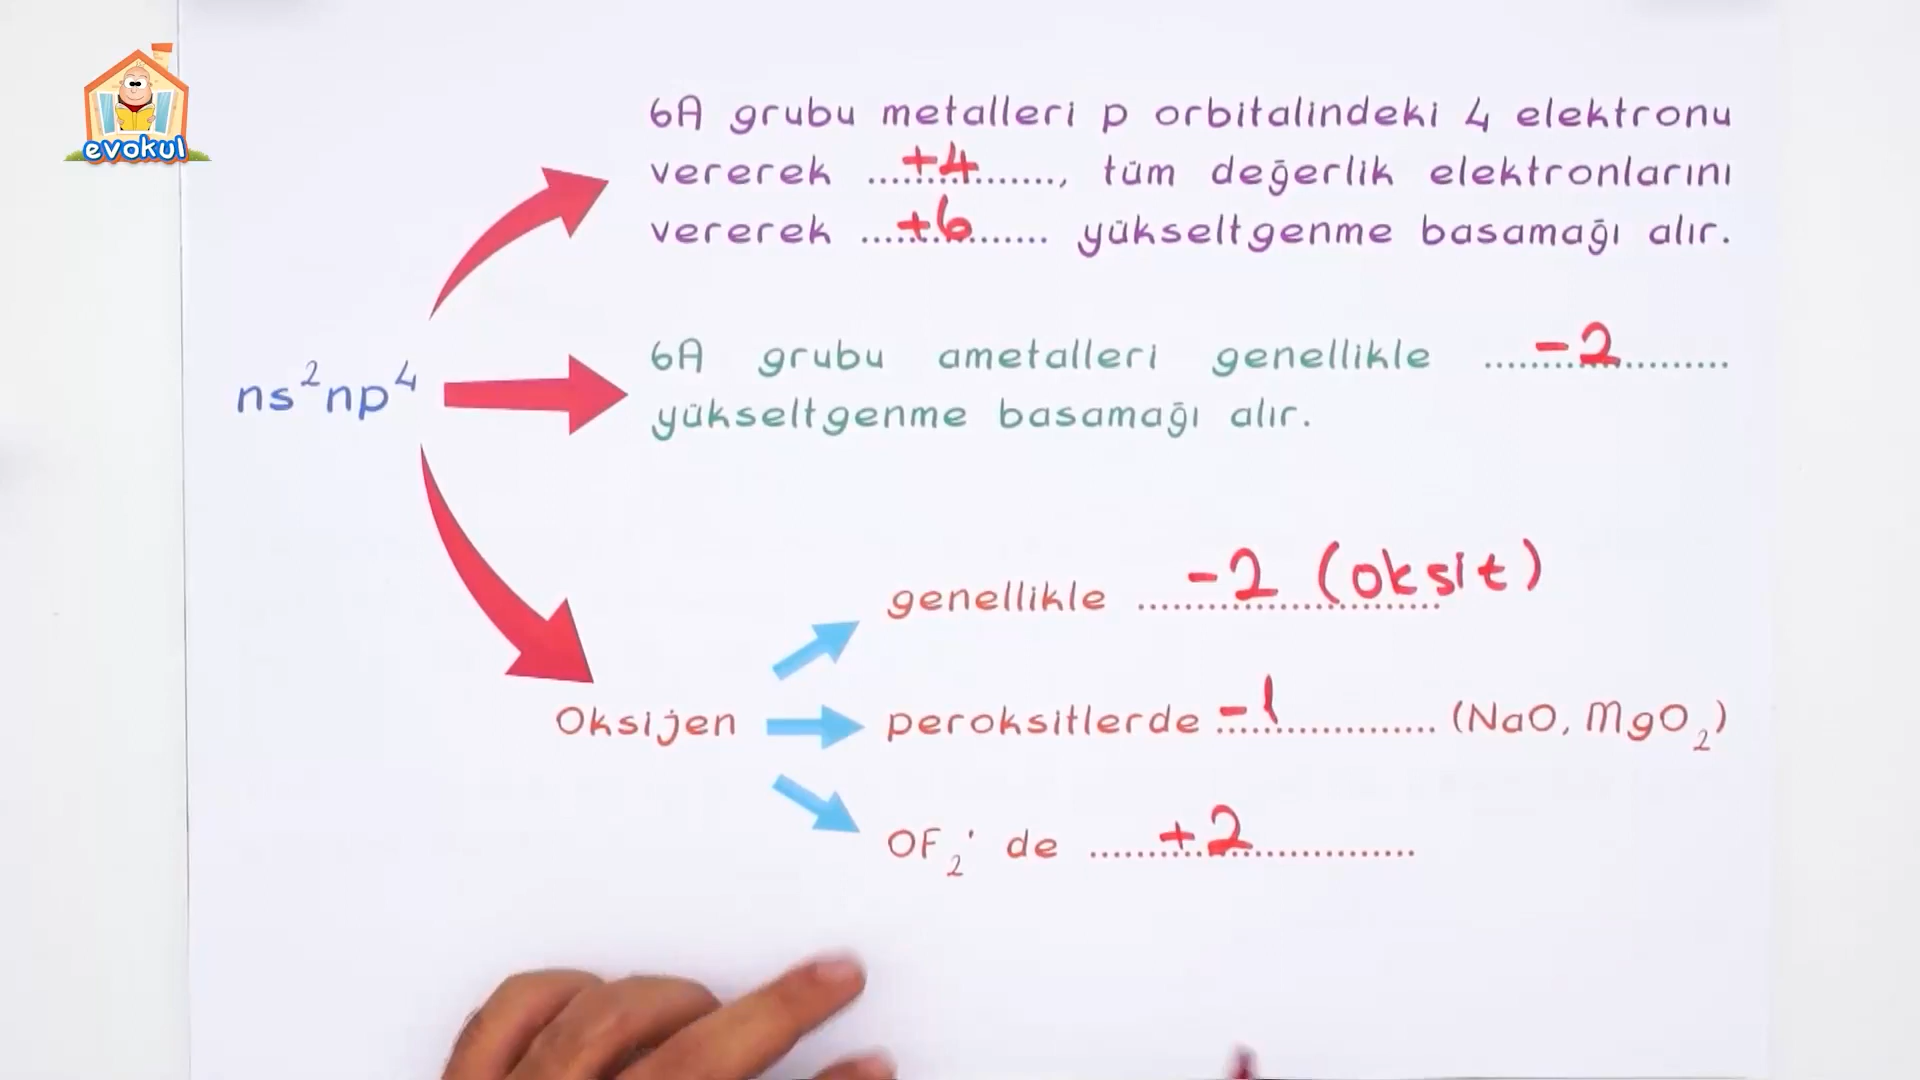 evokul
6A grubu metalleri p orbitalindeki 4 elektronu
vererek ......+4......, tüm değerlik elektronlarını
vererek ......+6...... yükseltgenme basamağı alır.
ns²np⁴
6A grubu ametalleri genellikle ......-2......
yükseltgenme basamağı alır.
genellikle ......-2 (oksit)
Oksijen
peroksitlerde -1............ (NaO, MgO₂)
OF₂' de ......+2......